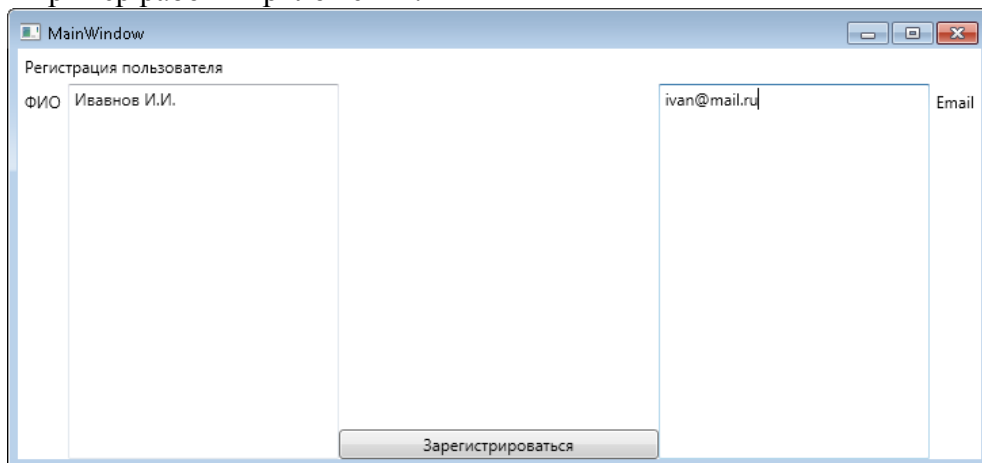 MainWindow
Регистрация пользователя
ФИО Ивавнов И.И. ivan@mail.ru Email
Зарегистрироваться